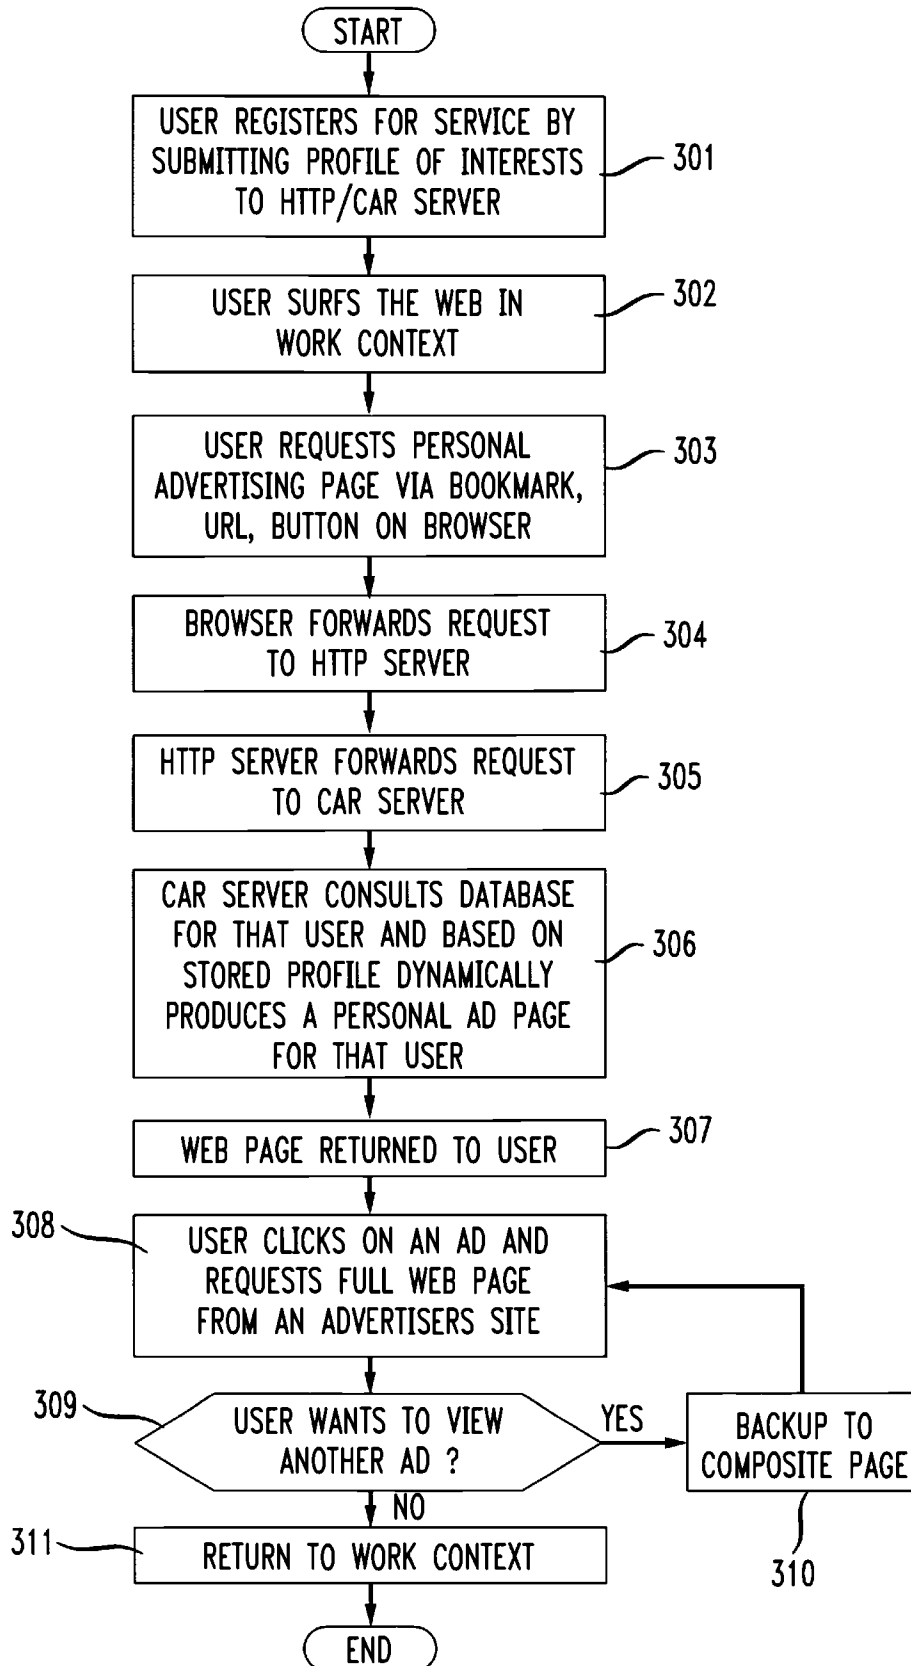 START
USER REGISTERS FOR SERVICE BY
SUBMITTING PROFILE OF INTERESTS
TO HTTP/CAR SERVER
301
USER SURFS THE WEB IN
WORK CONTEXT
302
USER REQUESTS PERSONAL
ADVERTISING PAGE VIA BOOKMARK,
URL, BUTTON ON BROWSER
303
BROWSER FORWARDS REQUEST
TO HTTP SERVER
304
HTTP SERVER FORWARDS REQUEST
TO CAR SERVER
305
CAR SERVER CONSULTS DATABASE
FOR THAT USER AND BASED ON
STORED PROFILE DYNAMICALLY
PRODUCES A PERSONAL AD PAGE
FOR THAT USER
306
WEB PAGE RETURNED TO USER
307
308
USER CLICKS ON AN AD AND
REQUESTS FULL WEB PAGE
FROM AN ADVERTISERS SITE
309
USER WANTS TO VIEW
ANOTHER AD ?
YES
BACKUP TO
COMPOSITE PAGE
310
NO
311
RETURN TO WORK CONTEXT
END